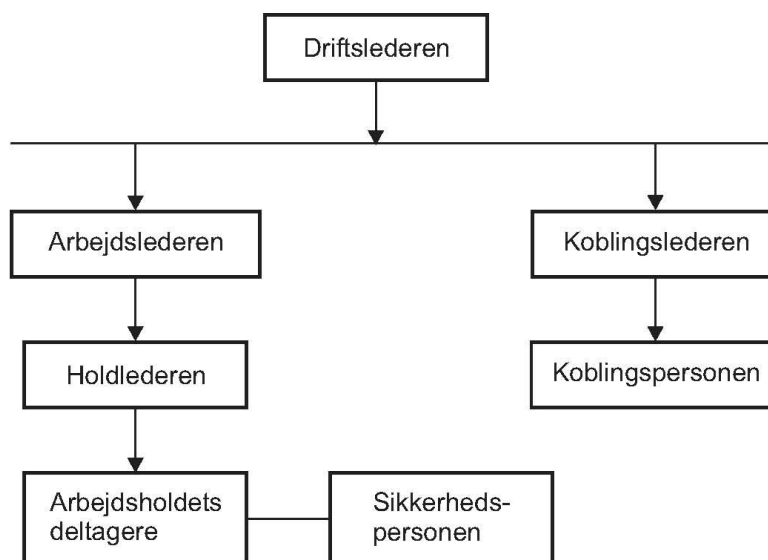 Driftslederen
Arbejdslederen
Koblingslederen
Holdlederen
Koblingspersonen
Arbejdsholdets
deltagere
Sikkerheds-
personen